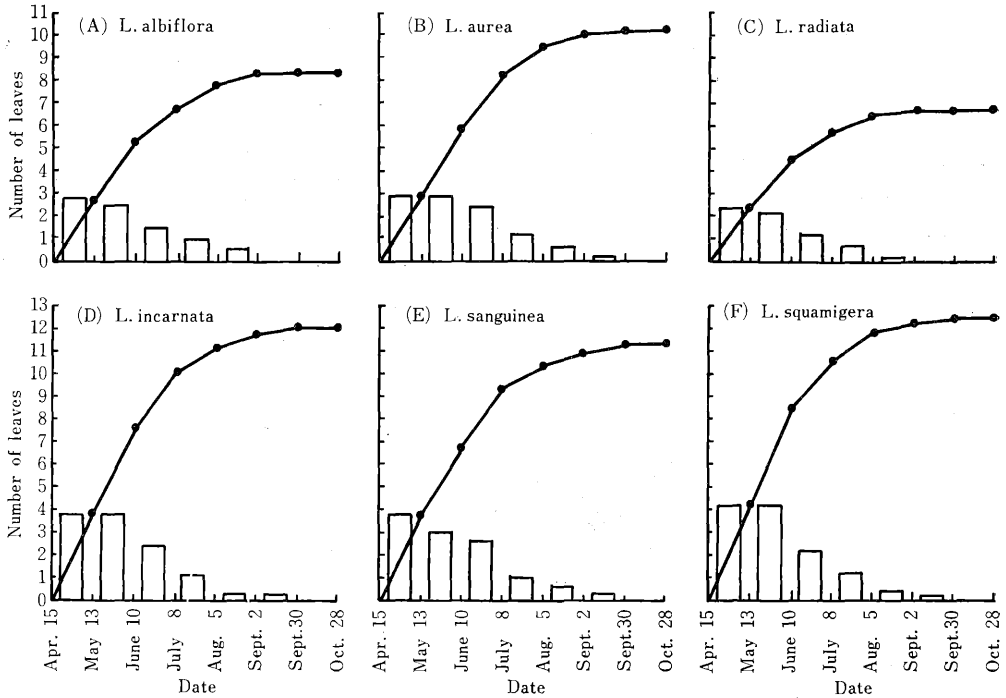 (A) L. albiflora
(B) L. aurea
(C) L. radiata
Number of leaves
11
10
9
8
7
6
5
4
3
2
1
0
(D) L. incarnata
(E) L. sanguinea
(F) L. squamigera
Number of leaves
13
12
11
10
9
8
7
6
5
4
3
2
1
0
Apr. 15
May 13
June 10
July 8
Aug. 5
Sept. 2
Sept. 30
Oct. 28
Date
Apr. 15
May 13
June 10
July 8
Aug. 5
Sept. 2
Sept. 30
Oct. 28
Date
Apr. 15
May 13
June 10
July 8
Aug. 5
Sept. 2
Sept. 30
Oct. 28
Date